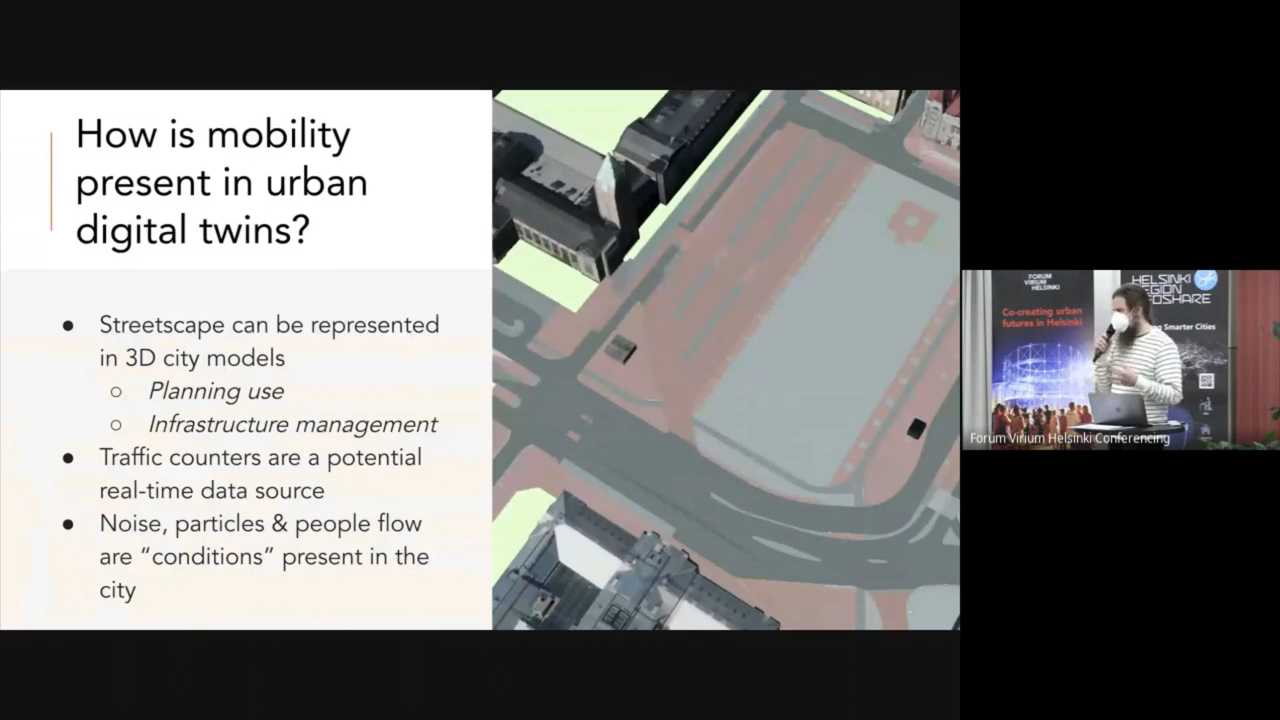 How is mobility
present in urban
digital twins?
● Streetscape can be represented
in 3D city models
○ Planning use
○ Infrastructure management
● Traffic counters are a potential
real-time data source
● Noise, particles & people flow
are “conditions” present in the
city
FORUM
VIRIUM
HELSINKI
Co-creating urban
futures in Helsinki
HELSINKI
Smarter Cities
Forum Virium Helsinki Conferencing